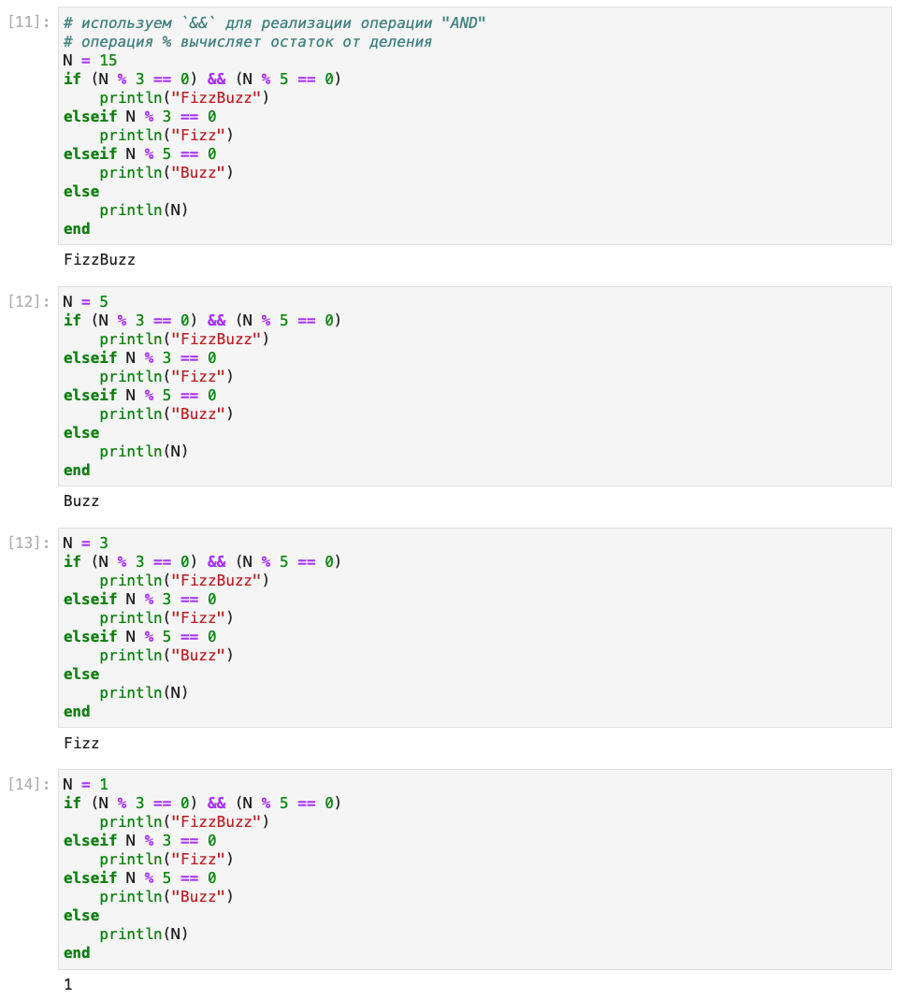 [11]: # используем `&&` для реализации операции "AND"
# операция % вычисляет остаток от деления
N = 15
if (N % 3 == 0) && (N % 5 == 0)
    println("FizzBuzz")
elseif N % 3 == 0
    println("Fizz")
elseif N % 5 == 0
    println("Buzz")
else
    println(N)
end
FizzBuzz
[12]: N = 5
if (N % 3 == 0) && (N % 5 == 0)
    println("FizzBuzz")
elseif N % 3 == 0
    println("Fizz")
elseif N % 5 == 0
    println("Buzz")
else
    println(N)
end
Buzz
[13]: N = 3
if (N % 3 == 0) && (N % 5 == 0)
    println("FizzBuzz")
elseif N % 3 == 0
    println("Fizz")
elseif N % 5 == 0
    println("Buzz")
else
    println(N)
end
Fizz
[14]: N = 1
if (N % 3 == 0) && (N % 5 == 0)
    println("FizzBuzz")
elseif N % 3 == 0
    println("Fizz")
elseif N % 5 == 0
    println("Buzz")
else
    println(N)
end
1